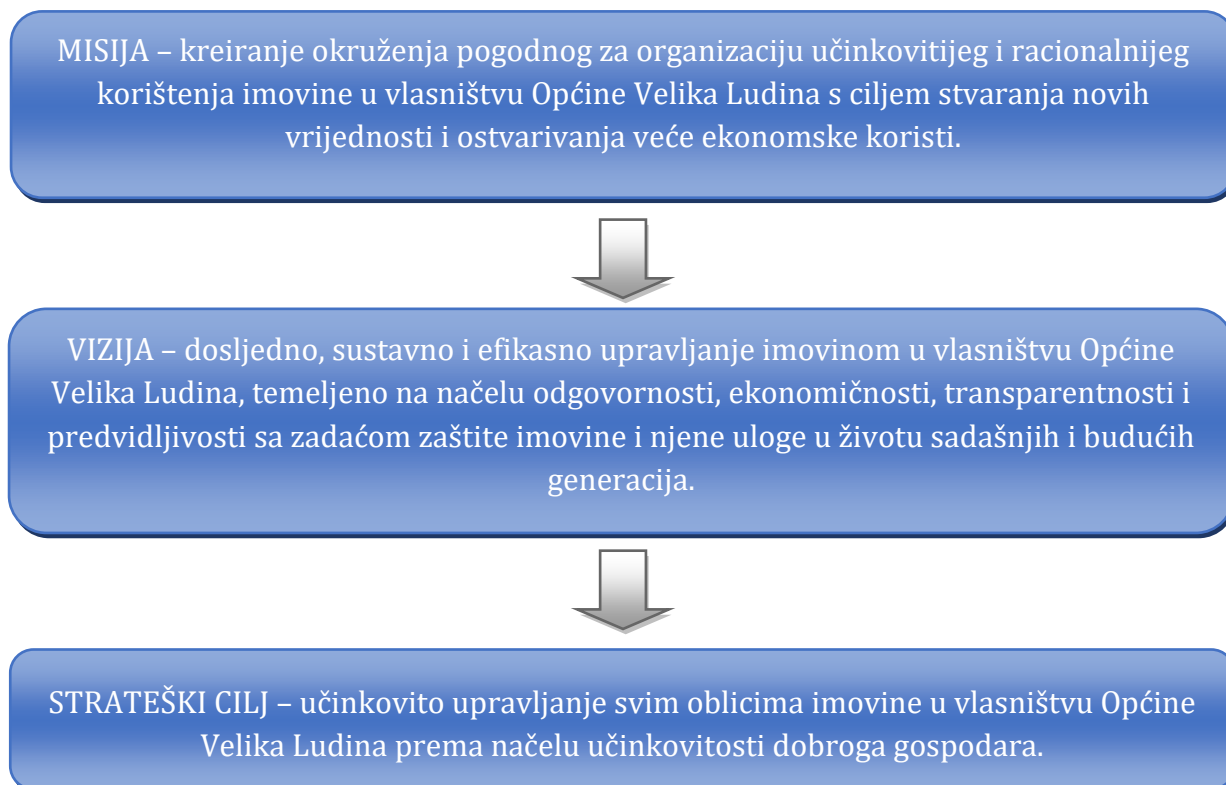 MISIJA – kreiranje okruženja pogodnog za organizaciju učinkovitijeg i racionalnijeg
korištenja imovine u vlasništvu Općine Velika Ludina s ciljem stvaranja novih
vrijednosti i ostvarivanja veće ekonomske koristi.
VIZIJA – dosljedno, sustavno i efikasno upravljanje imovinom u vlasništvu Općine
Velika Ludina, temeljeno na načelu odgovornosti, ekonomičnosti, transparentnosti i
predvidljivosti sa zadaćom zaštite imovine i njene uloge u životu sadašnjih i budućih
generacija.
STRATEŠKI CILJ – učinkovito upravljanje svim oblicima imovine u vlasništvu Općine
Velika Ludina prema načelu učinkovitosti dobroga gospodara.